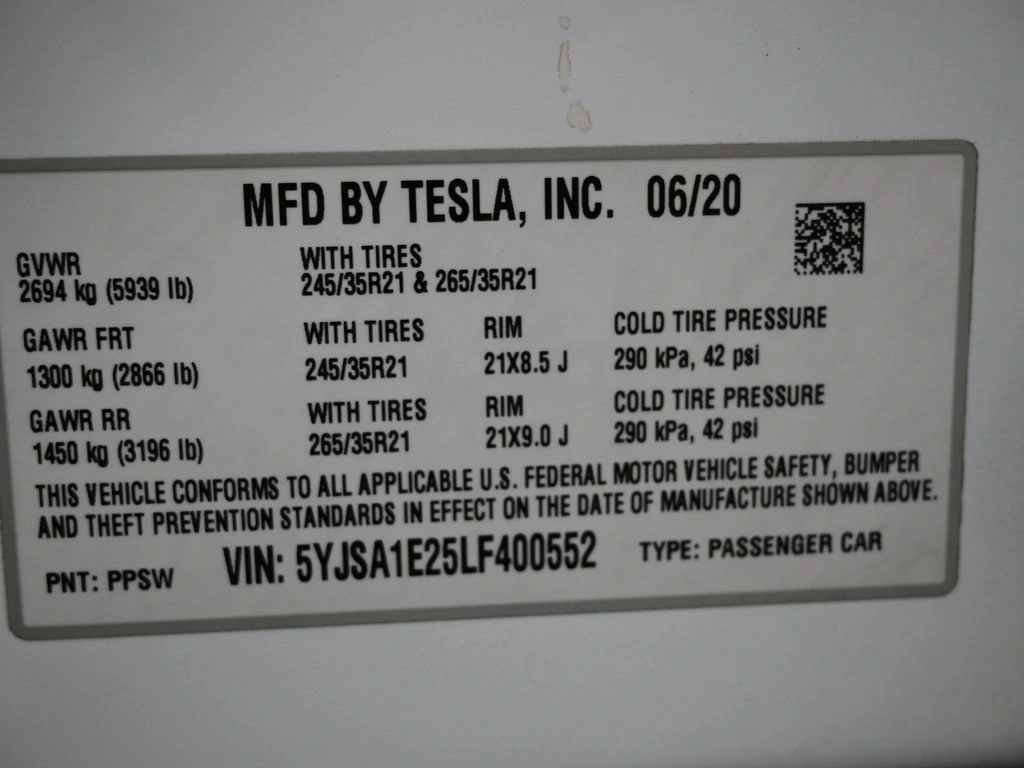 MFD BY TESLA, INC. 06/20
GVWR WITH TIRES
2694 kg (5939 lb) 245/35R21 & 265/35R21
GAWR FRT WITH TIRES RIM COLD TIRE PRESSURE
1300 kg (2866 lb) 245/35R21 21X8.5 J 290 kPa, 42 psi
GAWR RR WITH TIRES RIM COLD TIRE PRESSURE
1450 kg (3196 lb) 265/35R21 21X9.0 J 290 kPa, 42 psi
THIS VEHICLE CONFORMS TO ALL APPLICABLE U.S. FEDERAL MOTOR VEHICLE SAFETY, BUMPER
AND THEFT PREVENTION STANDARDS IN EFFECT ON THE DATE OF MANUFACTURE SHOWN ABOVE.
PNT: PPSW VIN: 5YJSA1E25LF400552 TYPE: PASSENGER CAR